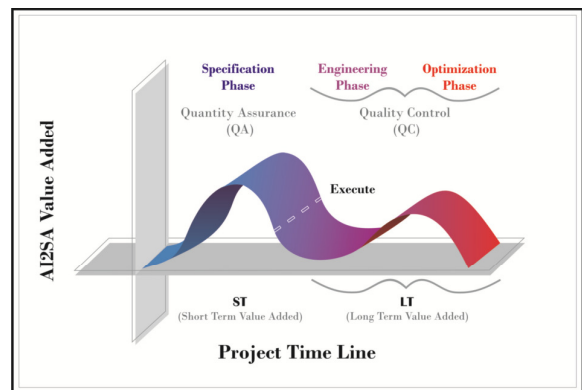 Specification
Phase
Engineering
Phase
Optimization
Phase
Quantity Assurance
(QA)
Quality Control
(QC)
AI2SA Value Added
Execute
ST
(Short Term Value Added)
LT
(Long Term Value Added)
Project Time Line